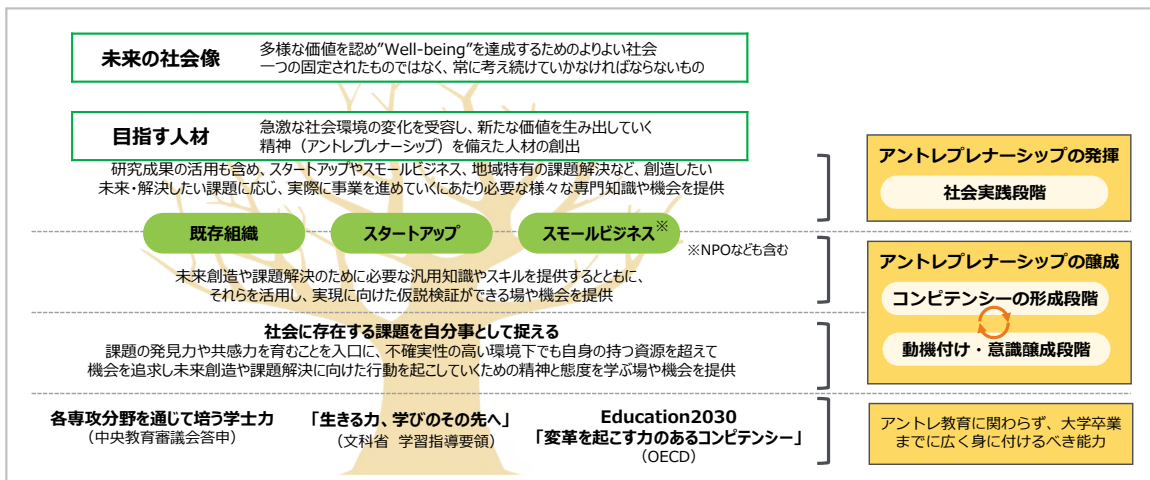 未来の社会像
多様な価値を認め”Well-being”を達成するためのよりよい社会
一つの固定されたものではなく、常に考え続けていかなければならないもの
目指す人材
急激な社会環境の変化を受容し、新たな価値を生み出していく
精神（アントレプレナーシップ）を備えた人材の創出
研究成果の活用も含め、スタートアップやスモールビジネス、地域特有の課題解決など、創造したい
未来・解決したい課題に応じ、実際に事業を進めていくにあたり必要な様々な専門知識や機会を提供
アントレプレナーシップの発揮
社会実践段階
既存組織
スタートアップ
スモールビジネス※
※NPOなども含む
未来創造や課題解決のために必要な汎用知識やスキルを提供するとともに、
それらを活用し、実現に向けた仮説検証ができる場や機会を提供
アントレプレナーシップの醸成
コンピテンシーの形成段階
動機付け・意識醸成段階
社会に存在する課題を自分事として捉える
課題の発見力や共感力を育むことを入口に、不確実性の高い環境下でも自身の持つ資源を超えて
機会を追求し未来創造や課題解決に向けた行動を起こしていくための精神と態度を学ぶ場や機会を提供
各専攻分野を通じて培う学士力
（中央教育審議会答申）
「生きる力、学びのその先へ」
（文科省 学習指導要領）
Education2030
「変革を起こす力のあるコンピテンシー」
（OECD）
アントレ教育に関わらず、大学卒業
までに広く身に付けるべき能力